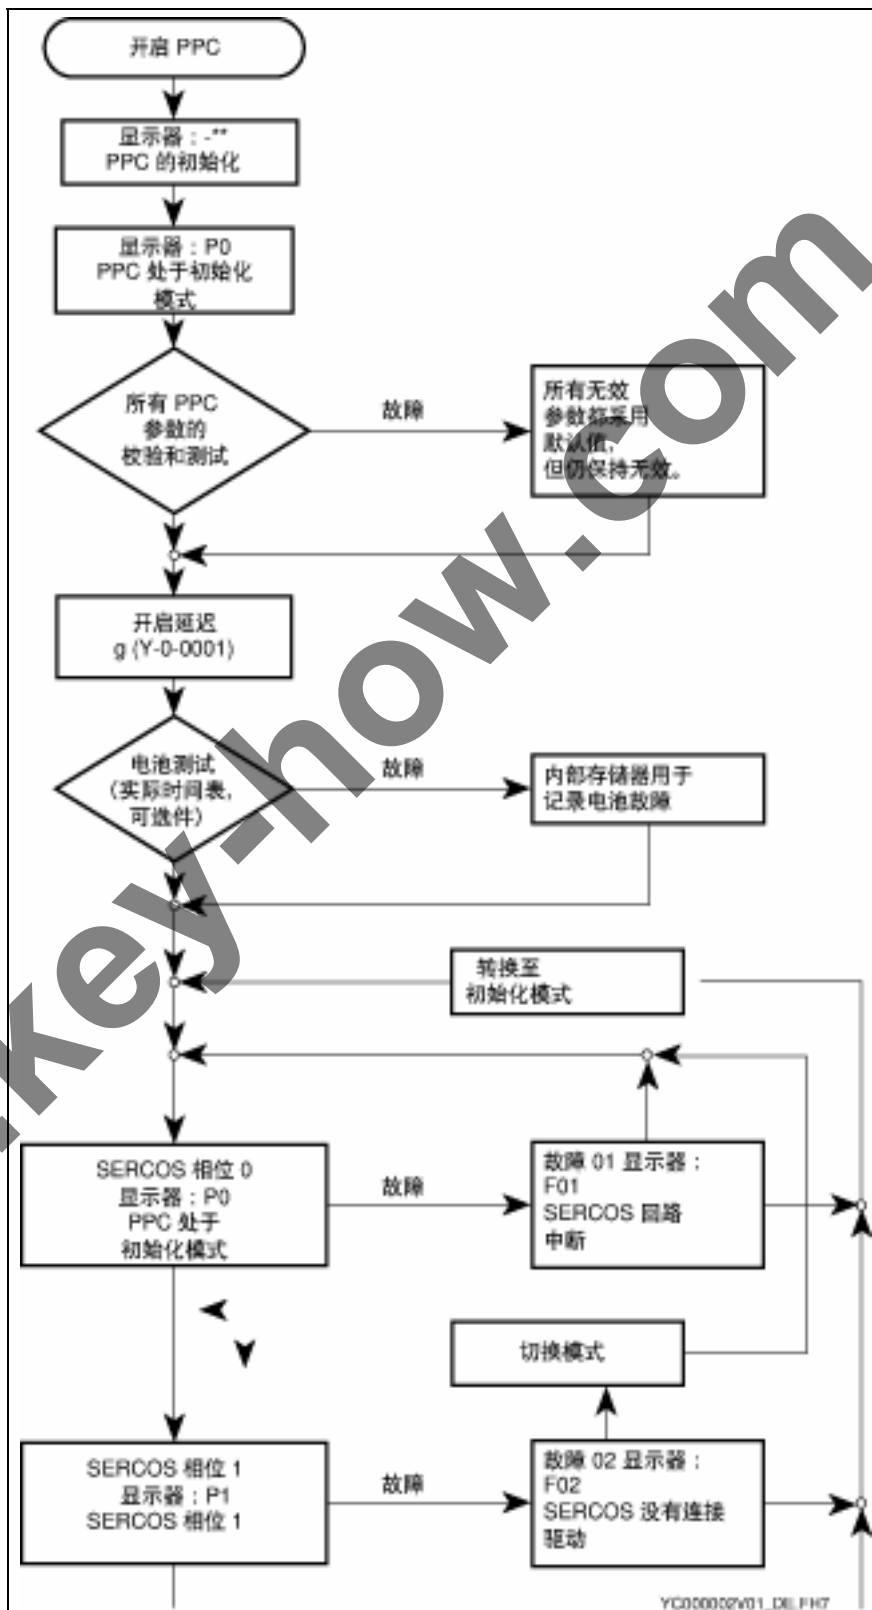 开启 PPC
显示器：-**
PPC 的初始化
显示器：P0
PPC 处于初始化
模式
所有 PPC
参数的
校验和测试
故障
所有无效
参数都采用
默认值，
但仍保持无效。
开启延迟
g (Y-0-0001)
电池测试
（实际时间表，
可选件）
故障
内部存储器用于
记录电池故障
转换至
初始化模式
SERCOS 相位 0
显示器：P0
PPC 处于
初始化模式
故障
故障 01 显示器：
F01
SERCOS 回路
中断
切换模式
SERCOS 相位 1
显示器：P1
SERCOS 相位 1
故障
故障 02 显示器：
F02
SERCOS 没有连接
驱动
YC000002V01_DE.FH7
.key-how.com